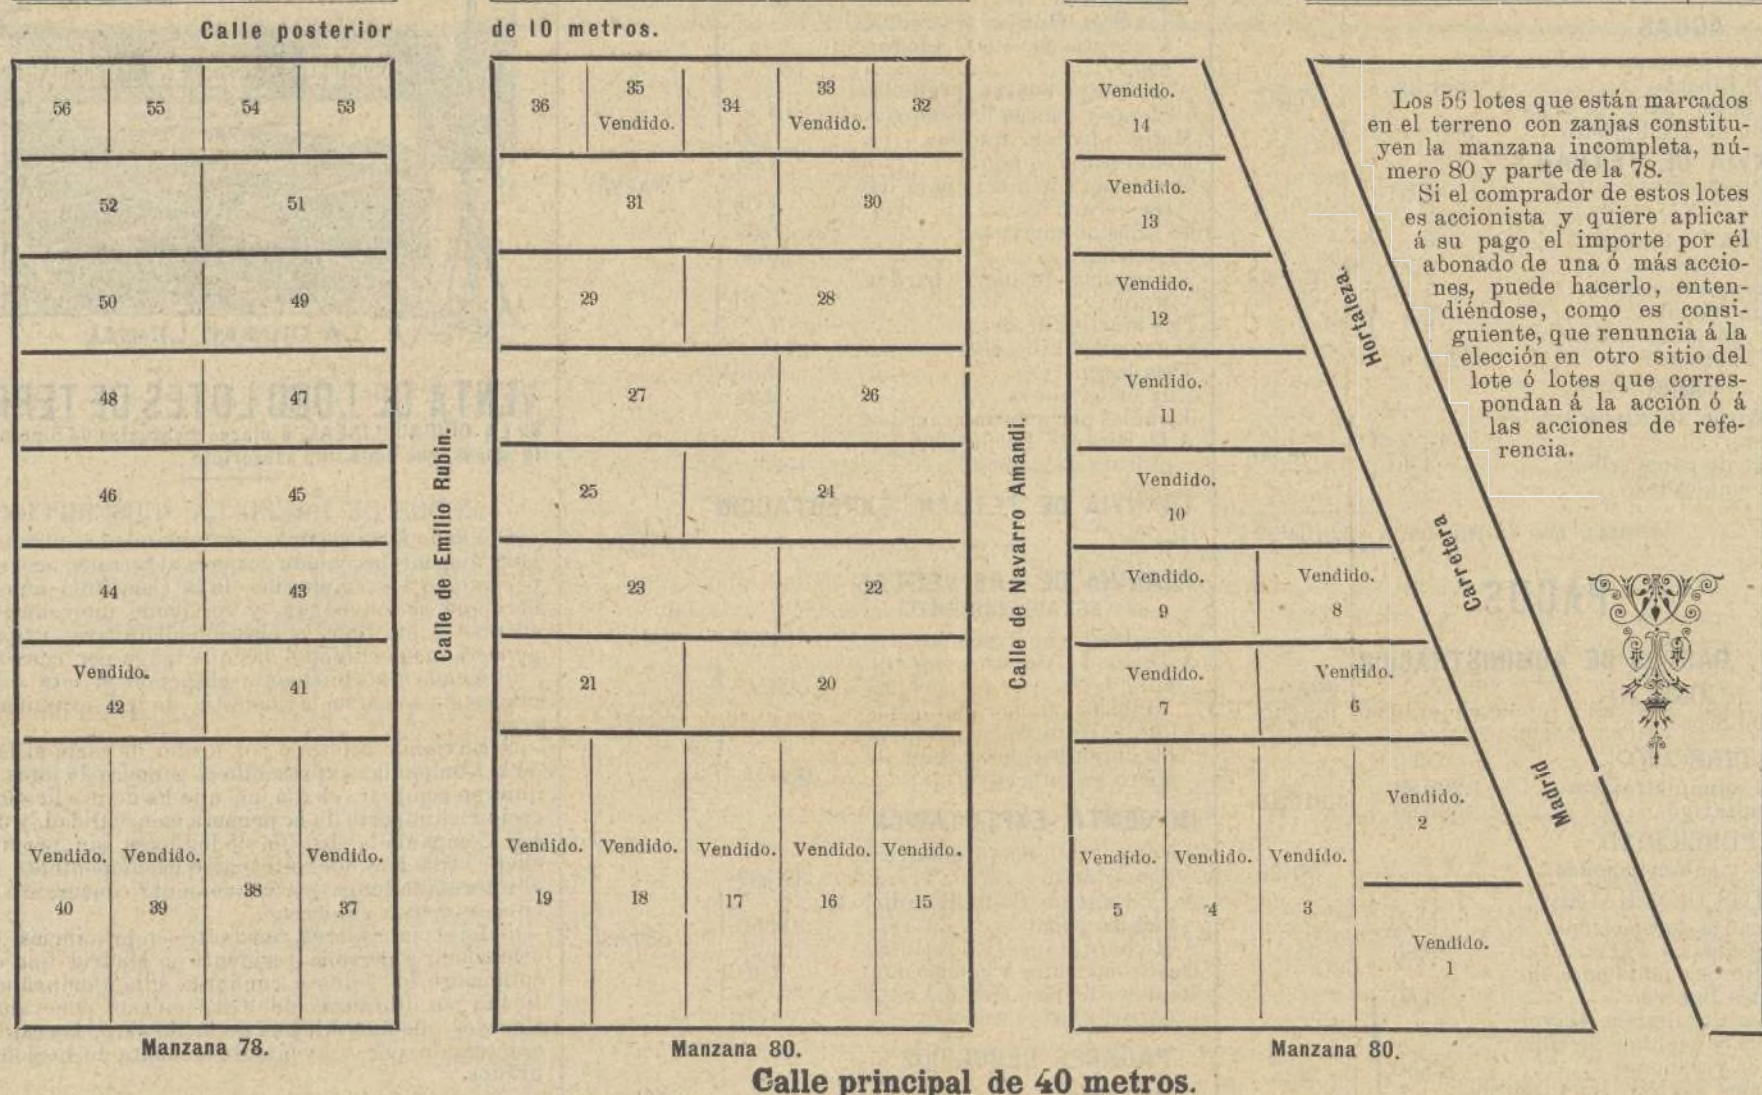 Calle posterior de 10 metros.
56 55 54 53
52 51
50 49
48 47
46 45
44 43
Vendido.
42
41
Vendido.
40
Vendido.
39
38
Vendido.
37
Manzana 78.
Calle de Emilio Rubin.
36
35
Vendido.
34
33
Vendido.
32
31 30
29 28
27 26
25 24
23 22
21 20
Vendido.
19
Vendido.
18
Vendido.
17
Vendido.
16
Vendido.
15
Manzana 80.
Calle de Navarro Amandi.
Vendido.
14
Vendido.
13
Vendido.
12
Vendido.
11
Vendido.
10
Vendido.
9
Vendido.
8
Vendido.
7
Vendido.
6
Vendido.
5
Vendido.
4
Vendido.
3
Vendido.
2
Vendido.
1
Manzana 80.
Hortaleza.
Carretera
Madrid
Los 56 lotes que están marcados
en el terreno con zanjas constitu-
yen la manzana incompleta, nú-
mero 80 y parte de la 78.
Si el comprador de estos lotes
es accionista y quiere aplicar
á su pago el importe por él
abonado de una ó más accio-
nes, puede hacerlo, enten-
diéndose, como es consi-
guiente, que renuncia á la
elección en otro sitio del
lote ó lotes que corres-
pondan á la acción ó á
las acciones de refe-
rencia.
Calle principal de 40 metros.